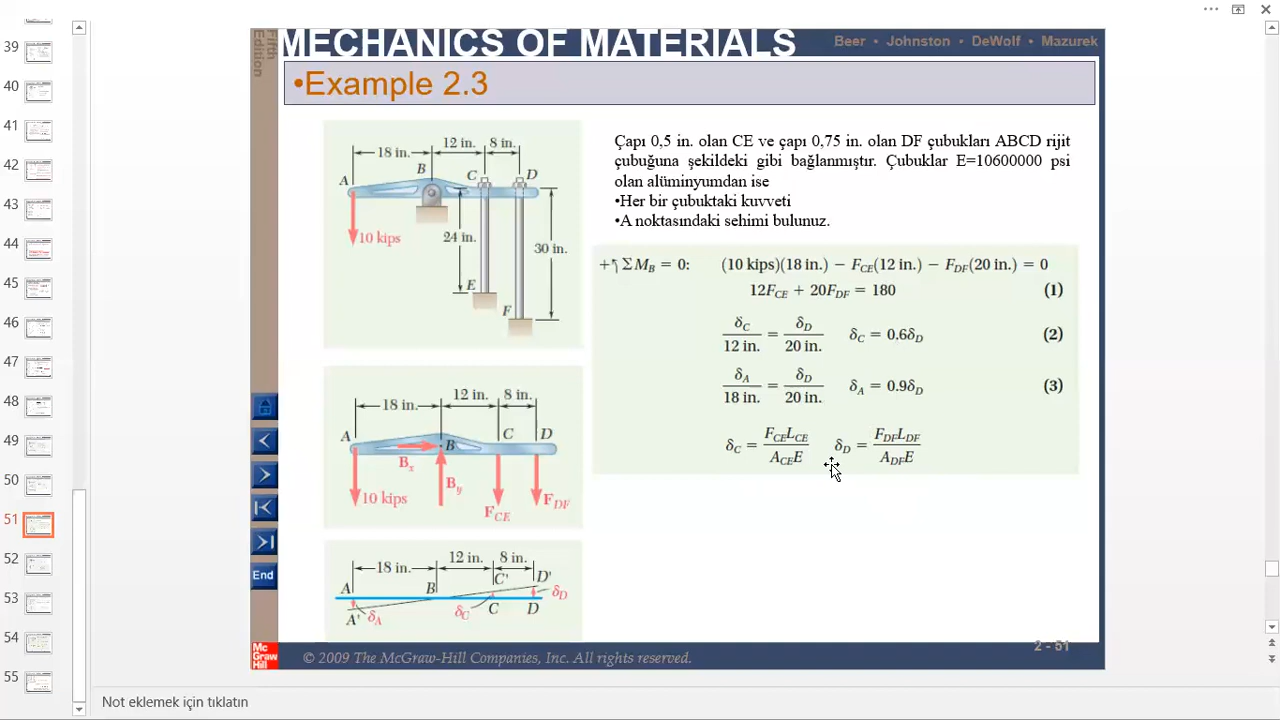 39
40
41
42
43
44
45
46
47
48
49
50
51
52
53
54
55
Fifth
Edition
MECHANICS OF MATERIALS
Beer • Johnston • DeWolf • Mazurek
•Example 2.3
Çapı 0,5 in. olan CE ve çapı 0,75 in. olan DF çubukları ABCD rijit
çubuğuna şekildeki gibi bağlanmıştır. Çubuklar E=10600000 psi
olan alüminyumdan ise
•Her bir çubuktaki kuvveti
•A noktasındaki sehimi bulunuz.
18 in. 12 in. 8 in.
A B C D
10 kips
24 in.
30 in.
E
F
+↰ ΣM_B = 0: (10 kips)(18 in.) − F_CE(12 in.) − F_DF(20 in.) = 0
12F_CE + 20F_DF = 180 (1)
δ_C / 12 in. = δ_D / 20 in. δ_C = 0.6δ_D (2)
δ_A / 18 in. = δ_D / 20 in. δ_A = 0.9δ_D (3)
δ_C = F_CE L_CE / A_CE E δ_D = F_DF L_DF / A_DF E
18 in. 12 in. 8 in.
A B C D
B_x
10 kips B_y F_CE F_DF
18 in. 12 in. 8 in.
A B C' D'
A' δ_A δ_C C D δ_D
End
Mc
Graw
Hill
© 2009 The McGraw-Hill Companies, Inc. All rights reserved.
2 - 51
Not eklemek için tıklatın